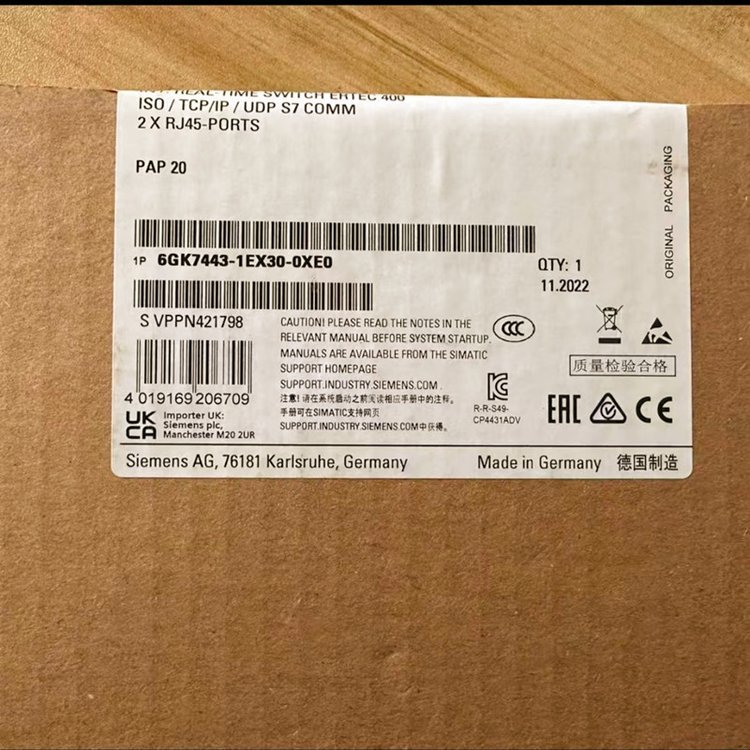 REAL-TIME SWITCH ERTEC 400
ISO / TCP/IP / UDP S7 COMM
2 X RJ45-PORTS
PAP 20
ORIGINAL PACKAGING
1P 6GK7443-1EX30-0XE0
QTY: 1
11.2022
S VPPN421798
CAUTION! PLEASE READ THE NOTES IN THE
RELEVANT MANUAL BEFORE SYSTEM STARTUP.
MANUALS ARE AVAILABLE FROM THE SIMATIC
SUPPORT HOMEPAGE
SUPPORT.INDUSTRY.SIEMENS.COM .
注意!请在系统启动之前阅读相应手册中的注释。
手册可在SIMATIC支持网页
SUPPORT.INDUSTRY.SIEMENS.COM中获得。
CCC
质量检验合格
R-R-S49-
CP4431ADV
EAC
CE
4 019169 206709
UK
CA
Importer UK:
Siemens plc,
Manchester M20 2UR
Siemens AG, 76181 Karlsruhe, Germany
Made in Germany 德国制造